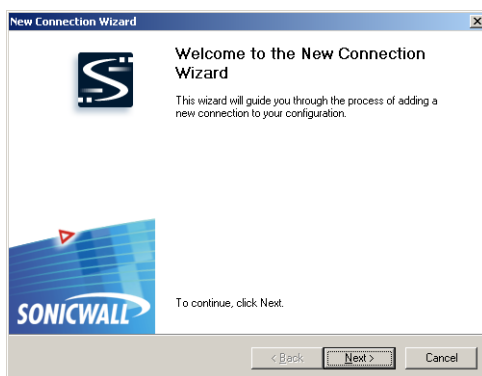 New Connection Wizard
Welcome to the New Connection
Wizard
This wizard will guide you through the process of adding a
new connection to your configuration.
To continue, click Next.
SONICWALL
< Back
Next >
Cancel